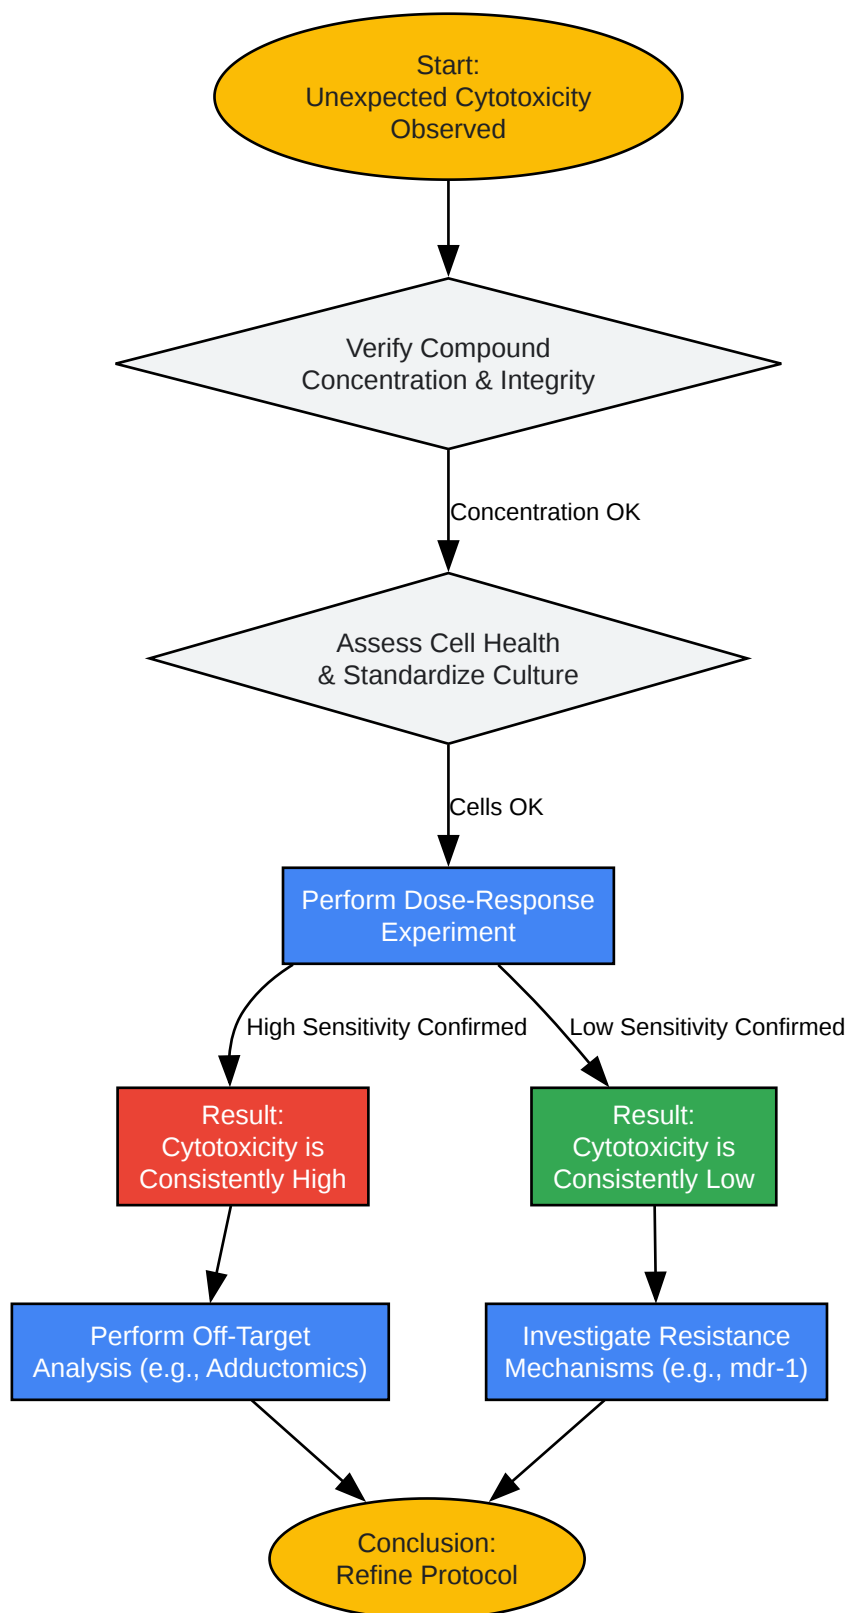 Start:
Unexpected Cytotoxicity
Observed
Verify Compound
Concentration & Integrity
Concentration OK
Assess Cell Health
& Standardize Culture
Cells OK
Perform Dose-Response
Experiment
High Sensitivity Confirmed
Low Sensitivity Confirmed
Result:
Cytotoxicity is
Consistently High
Result:
Cytotoxicity is
Consistently Low
Perform Off-Target
Analysis (e.g., Adductomics)
Investigate Resistance
Mechanisms (e.g., mdr-1)
Conclusion:
Refine Protocol